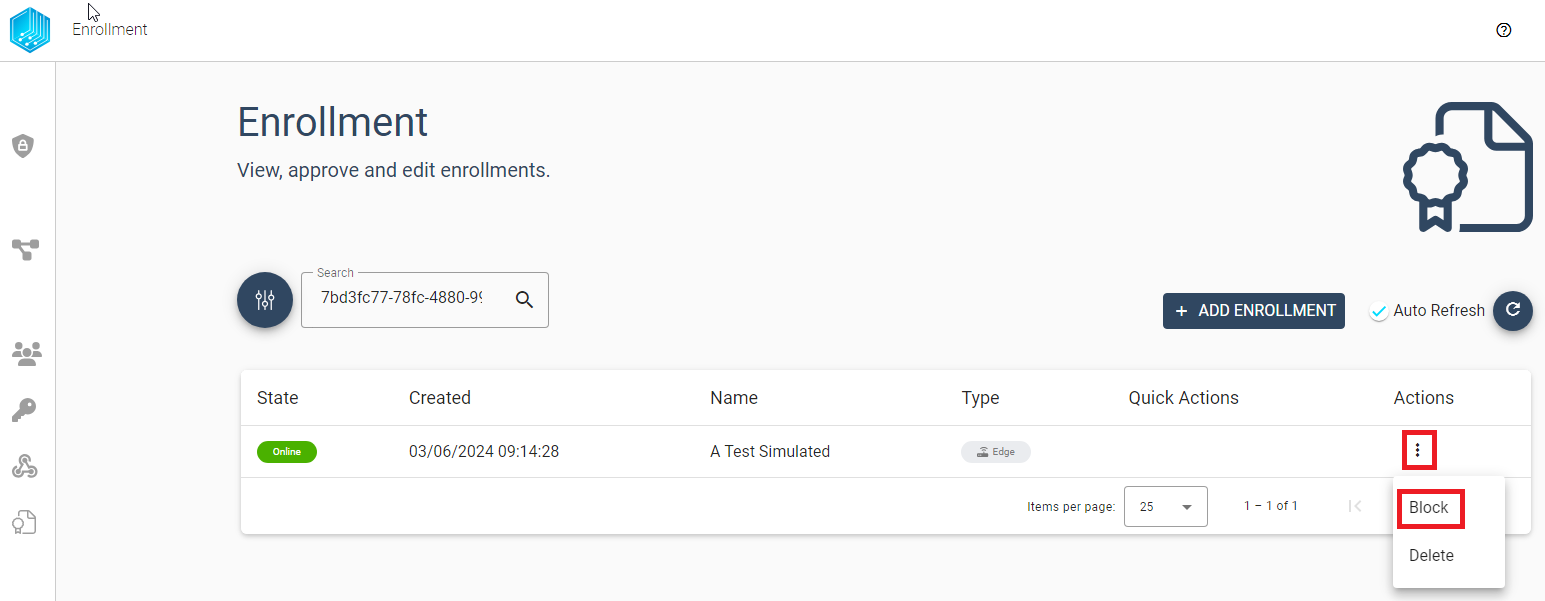 Enrollment
Enrollment
View, approve and edit enrollments.
Search
7bd3fc77-78fc-4880-99
+ ADD ENROLLMENT
Auto Refresh
State Created Name Type Quick Actions Actions
Online 03/06/2024 09:14:28 A Test Simulated Edge
Items per page: 25 1 – 1 of 1
Block
Delete